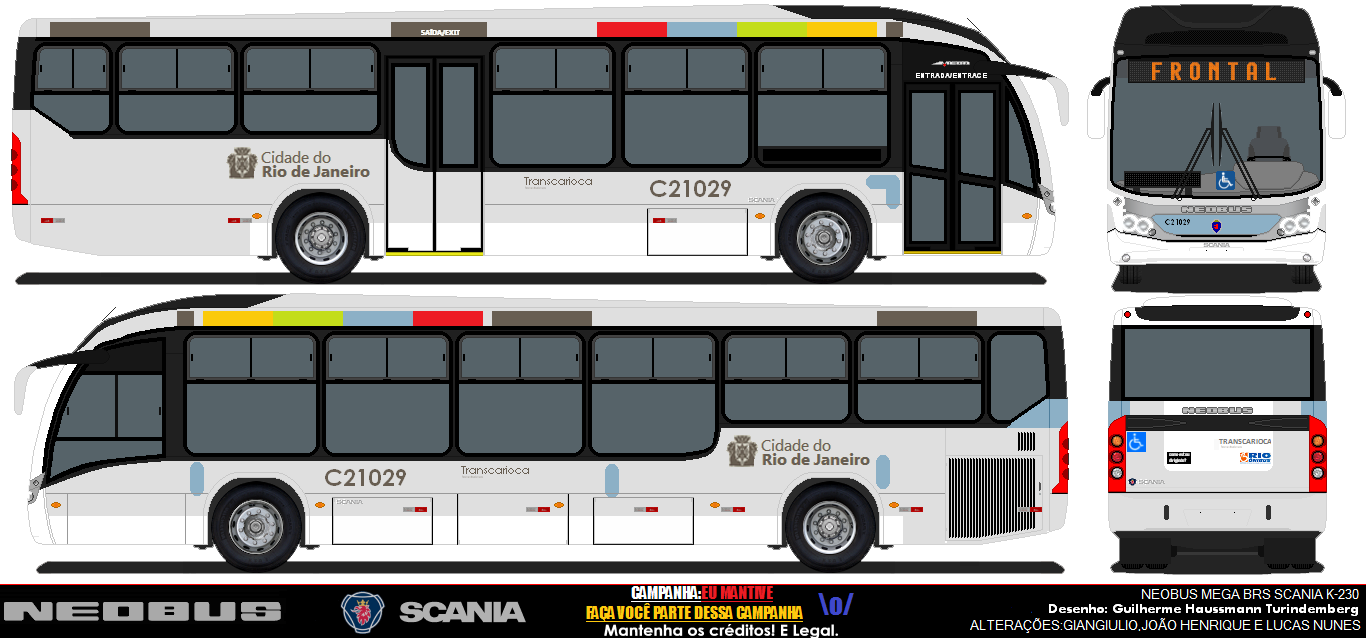 SAÍDA/EXIT
ENTRADA/ENTRACE
Cidade do
Rio de Janeiro
Transcarioca
C21029
SCANIA
FRONTAL
NEOBUS
C21029
SCANIA
C21029
SCANIA
Transcarioca
Cidade do
Rio de Janeiro
NEOBUS
TRANSCARIOCA
RIO
ÔNIBUS
SCANIA
NEOBUS
SCANIA
CAMPANHA:EU MANTIVE
FAÇA VOCÊ PARTE DESSA CAMPANHA
\o/
Mantenha os créditos! E Legal.
NEOBUS MEGA BRS SCANIA K-230
Desenho: Guilherme Haussmann Turindemberg
ALTERAÇÕES:GIANGIULIO,JOÃO HENRIQUE E LUCAS NUNES